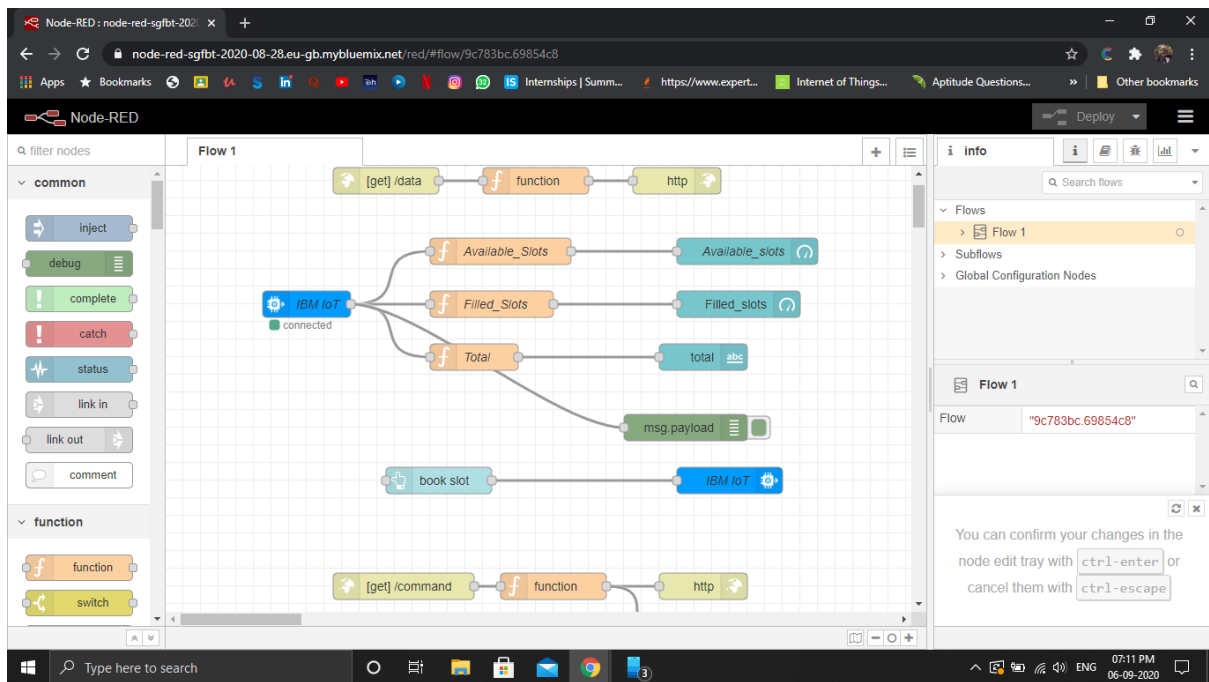 Node-RED : node-red-sgfbt-202
node-red-sgfbt-2020-08-28.eu-gb.mybluemix.net/red/#flow/9c783bc.69854c8
Apps Bookmarks Internships | Summ... https://www.expert... Internet of Things... Aptitude Questions... » Other bookmarks
Node-RED Deploy
filter nodes
Flow 1
i info
Search flows
common
inject
debug
complete
catch
status
link in
link out
comment
function
function
switch
[get] /data function http
Available_Slots Available_slots
IBM IoT Filled_Slots Filled_slots
connected
Total total abc
msg.payload
book slot IBM IoT
[get] /command function http
Flows
Flow 1
Subflows
Global Configuration Nodes
Flow 1
Flow "9c783bc.69854c8"
You can confirm your changes in the
node edit tray with ctrl-enter or
cancel them with ctrl-escape
Type here to search
3
ENG
07:11 PM
06-09-2020